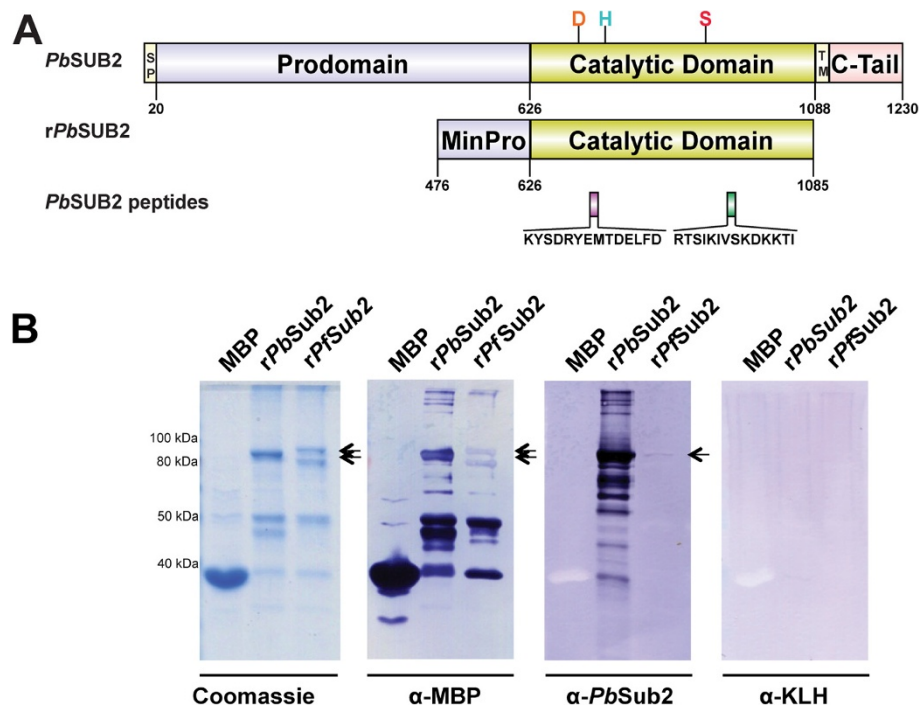 A
D H S
PbSUB2
SP Prodomain Catalytic Domain TM C-Tail
20 626 1088 1230
rPbSUB2
MinPro Catalytic Domain
476 626 1085
PbSUB2 peptides
KYSDRYEMTDELFD RTSIKIVSKDKKTI
B
MBP rPbSub2 rPfSub2 MBP rPbSub2 rPfSub2 MBP rPbSub2 rPfSub2 MBP rPbSub2 rPfSub2
100 kDa
80 kDa
50 kDa
40 kDa
Coomassie α-MBP α-PbSub2 α-KLH